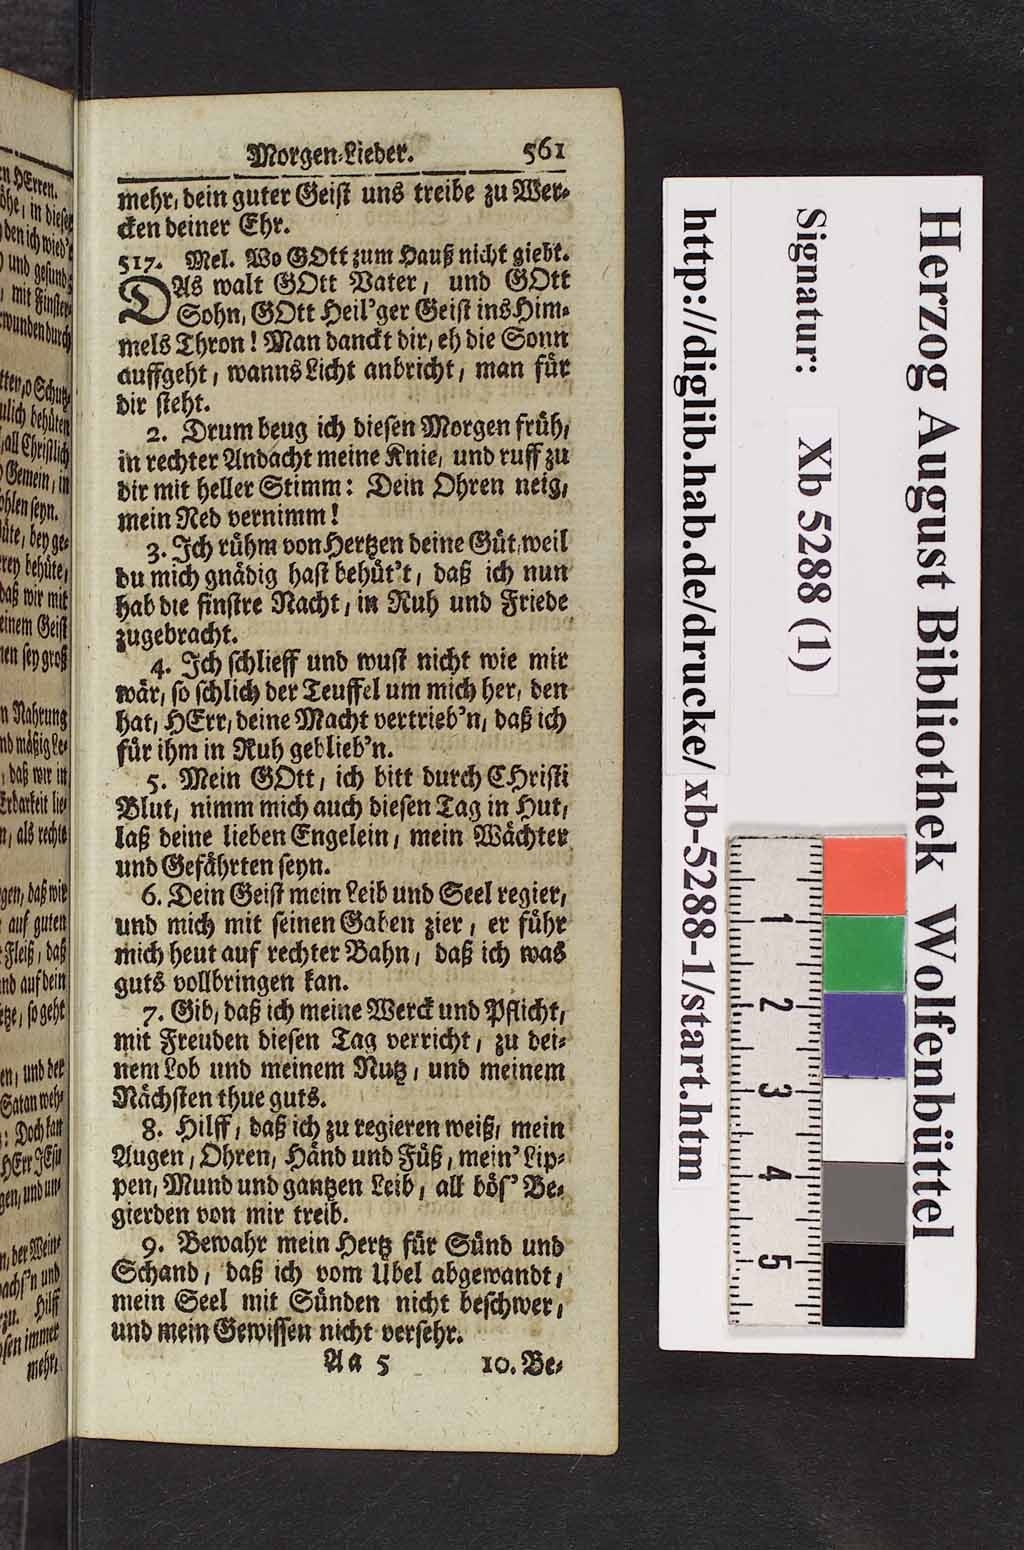 Morgen-Lieder. 561
mehr, dein guter Geist uns treibe zu Wer-
cken deiner Ehr.
517. Mel. Wo GOtt zum Hauß nicht giebt.
DAs walt GOtt Vater, und GOtt
Sohn, GOtt Heil'ger Geist ins Him-
mels Thron! Man danckt dir, eh die Sonn
auffgeht, wanns Licht anbricht, man für
dir steht.
2. Drum beug ich diesen Morgen früh,
in rechter Andacht meine Knie, und ruff zu
dir mit heller Stimm: Dein Ohren neig,
mein Red vernimm!
3. Ich rühm von Hertzen deine Güt, weil
du mich gnädig hast behüt't, daß ich nun
hab die finstre Nacht, in Ruh und Friede
zugebracht.
4. Ich schlieff und wust nicht wie mir
wär, so schlich der Teuffel um mich her, den
hat, HErr, deine Macht vertrieb'n, daß ich
für ihm in Ruh geblieb'n.
5. Mein GOtt, ich bitt durch CHristi
Blut, nimm mich auch diesen Tag in Hut,
laß deine lieben Engelein, mein Wächter
und Gefährten seyn.
6. Dein Geist mein Leib und Seel regier,
und mich mit seinen Gaben zier, er führ
mich heut auf rechter Bahn, daß ich was
guts vollbringen kan.
7. Gib, daß ich meine Werck und Pflicht,
mit Freuden diesen Tag verricht, zu dei-
nem Lob und meinem Nutz, und meinem
Nächsten thue guts.
8. Hilff, daß ich zu regieren weiß, mein
Augen, Ohren, Händ und Füß, mein' Lip-
pen, Mund und gantzen Leib, all bös' Be-
gierden von mir treib.
9. Bewahr mein Hertz für Sünd und
Schand, daß ich vom Übel abgewandt,
mein Seel mit Sünden nicht beschwer,
und mein Gewissen nicht versehr.
Aa 5 10. Be-
Herzog August Bibliothek Wolfenbüttel
Signatur: Xb 5288 (1)
http://diglib.hab.de/drucke/ xb-5288-1/start.htm
1
2
3
4
5